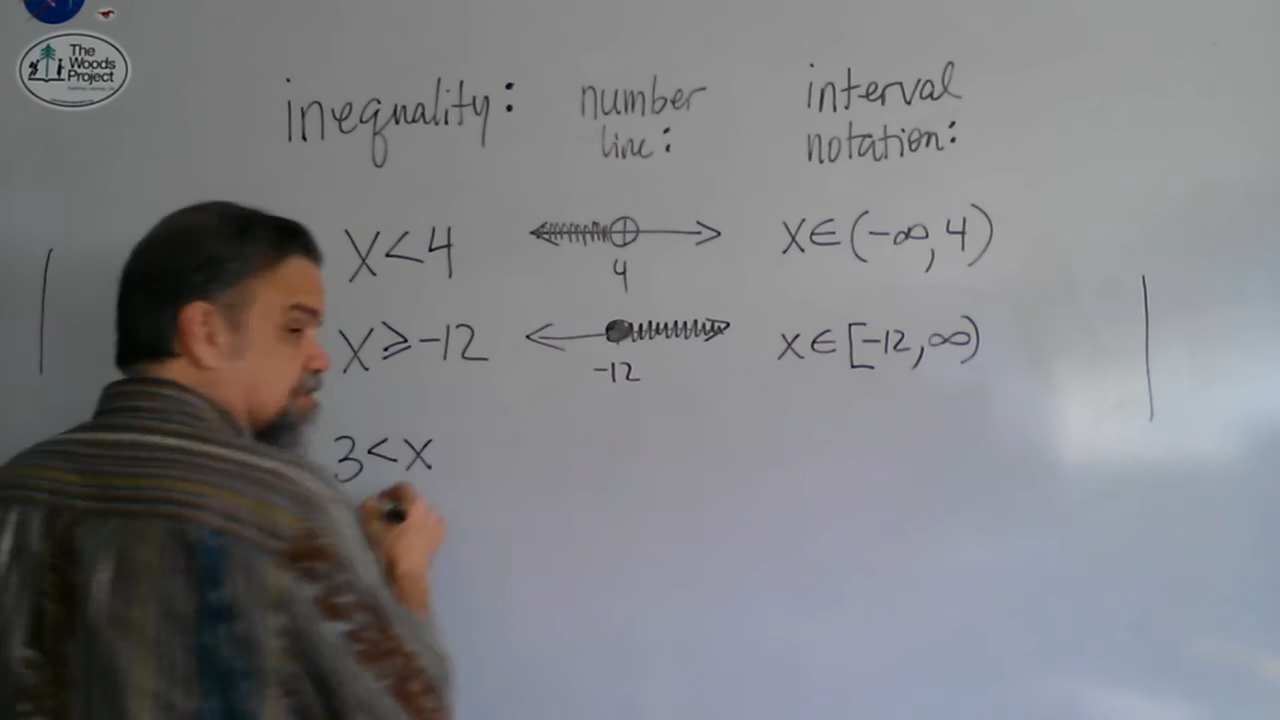 The
Woods
Project
inequality: number line: interval notation:
x<4 4 x∈(-∞,4)
x≥-12 -12 x∈[-12,∞)
3<x